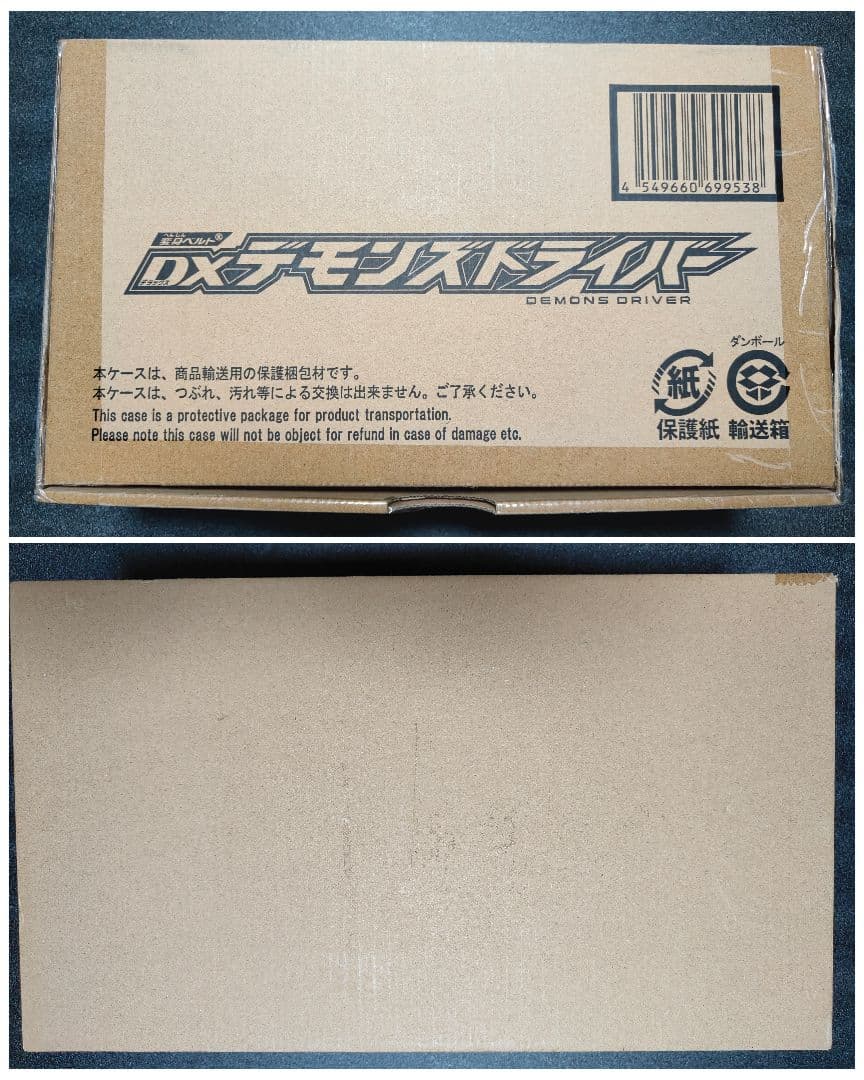 4 549660 699538
へんしん
変身ベルト®
DXデモンズドライバー
デラックス
DEMONS DRIVER
ダンボール
本ケースは、商品輸送用の保護梱包材です。
本ケースは、つぶれ、汚れ等による交換は出来ません。ご了承ください。
This case is a protective package for product transportation.
Please note this case will not be object for refund in case of damage etc.
紙
保護紙 輸送箱